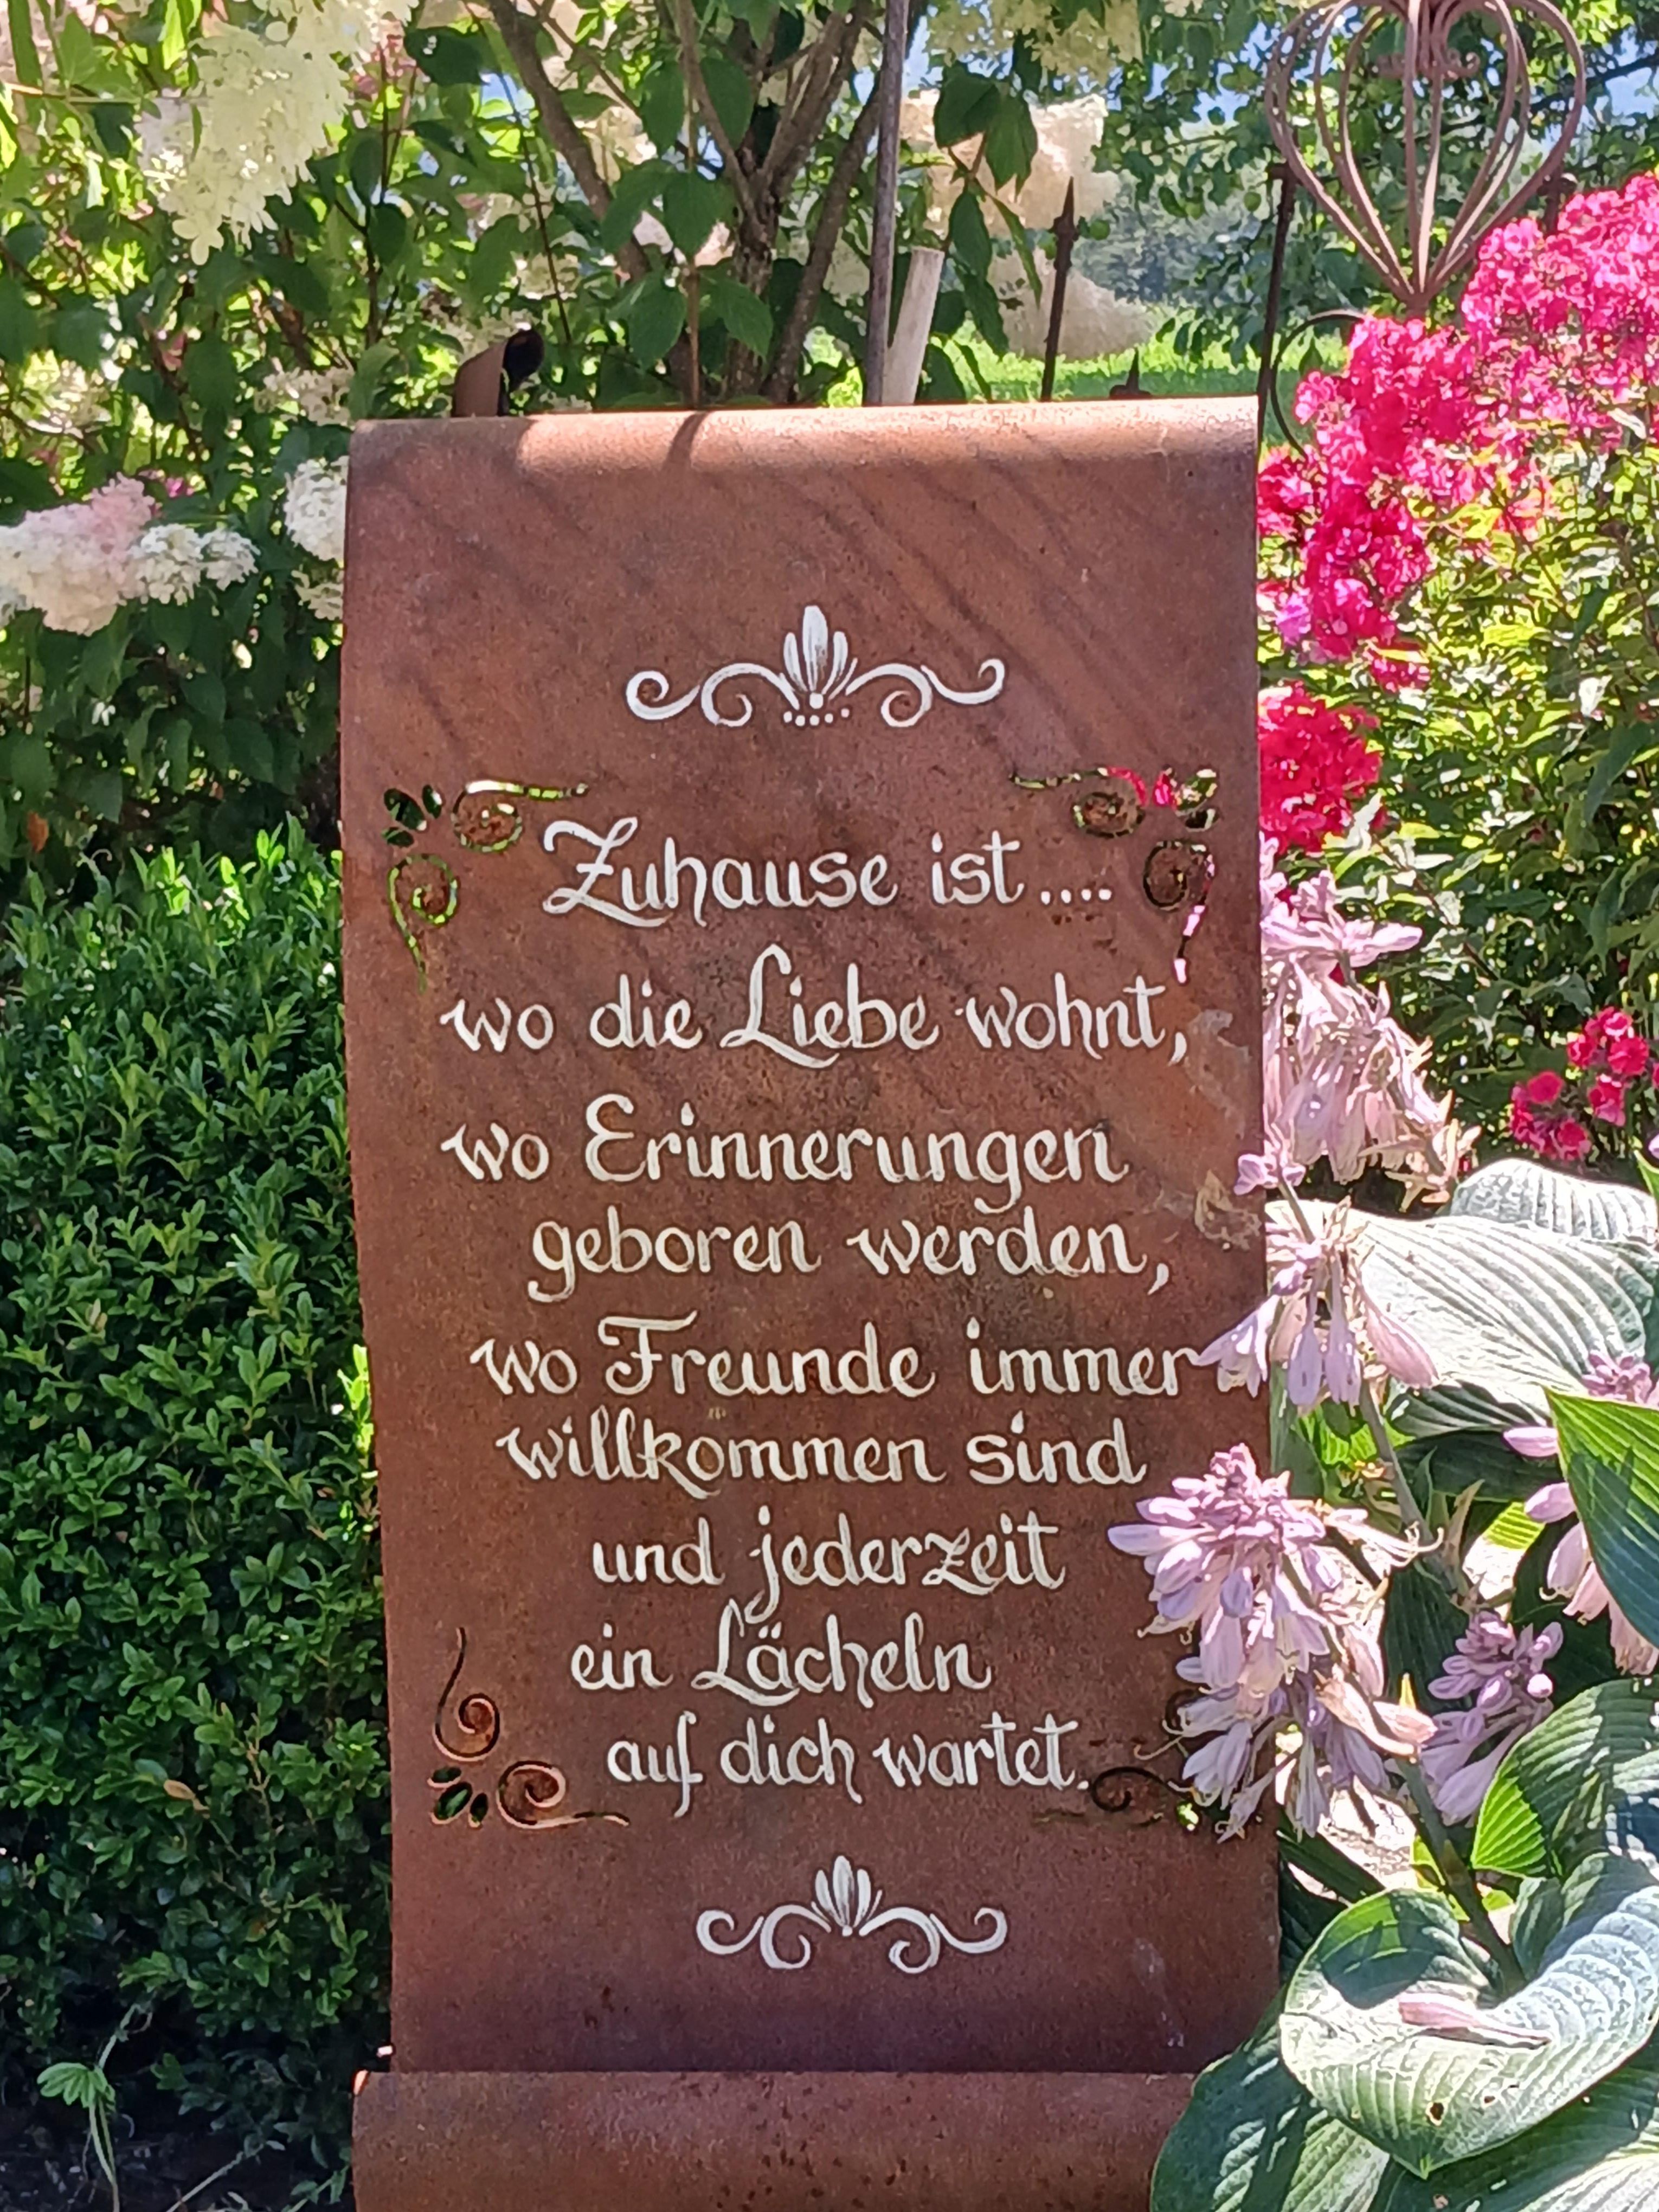 Zuhause ist....
wo die Liebe wohnt,
wo Erinnerungen
geboren werden,
wo Freunde immer
willkommen sind
und jederzeit
ein Lächeln
auf dich wartet.